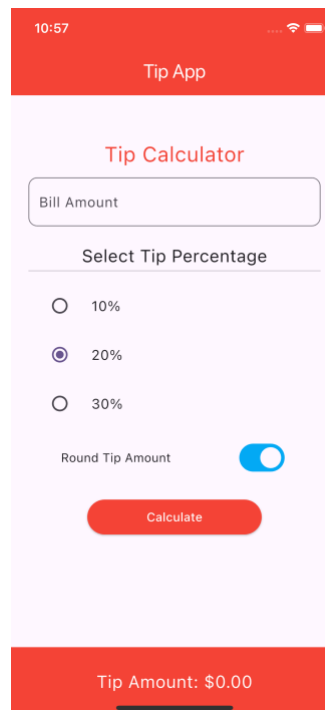 10:57
Tip App
Tip Calculator
Bill Amount
Select Tip Percentage
10%
20%
30%
Round Tip Amount
Calculate
Tip Amount: $0.00